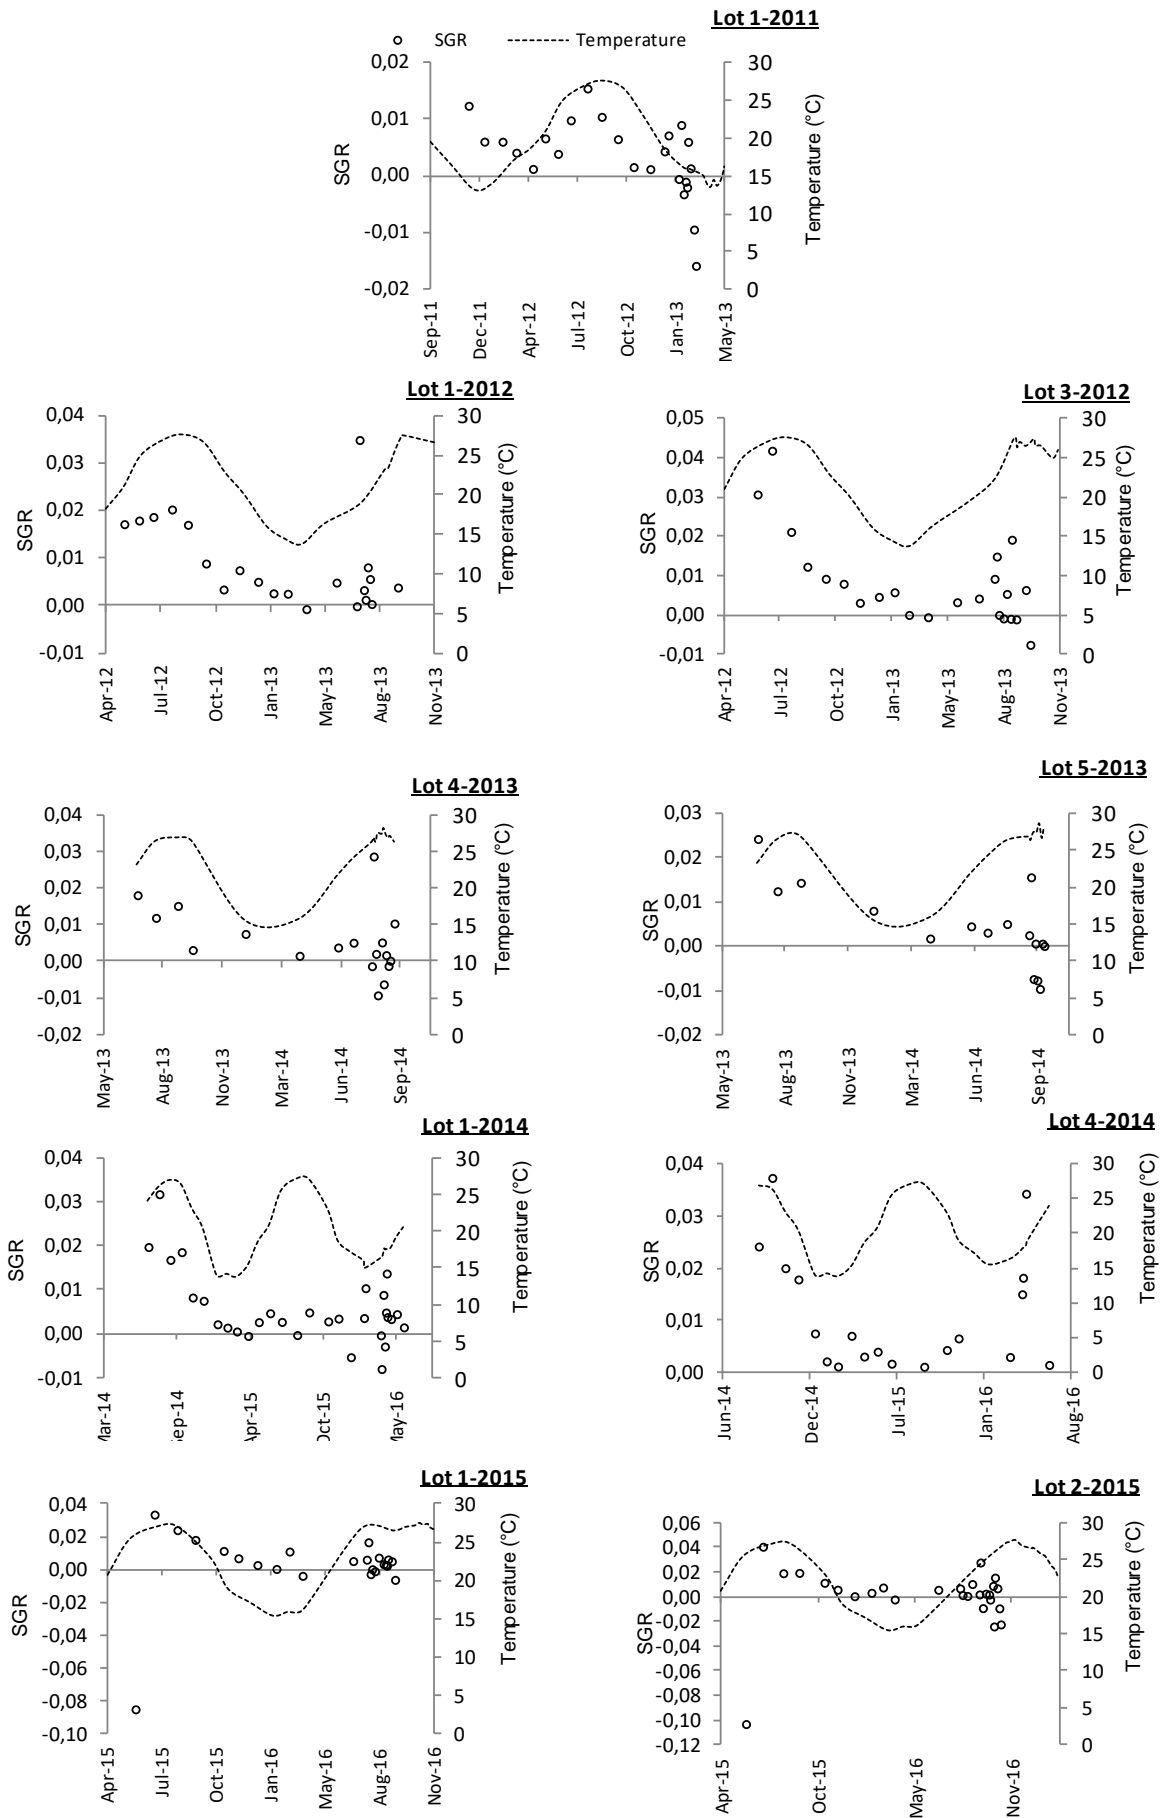 Lot 1-2011
SGR Temperature
0,02
0,01
0,00
-0,01
-0,02
SGR
30
25
20
15
10
5
0
Temperature (°C)
Sep-11
Dec-11
Apr-12
Jul-12
Oct-12
Jan-13
May-13
Lot 1-2012
0,04
0,03
0,02
0,01
0,00
-0,01
SGR
30
25
20
15
10
5
0
Temperature (°C)
Apr-12
Jul-12
Oct-12
Jan-13
May-13
Aug-13
Nov-13
Lot 3-2012
0,05
0,04
0,03
0,02
0,01
0,00
-0,01
SGR
30
25
20
15
10
5
0
Temperature (°C)
Apr-12
Jul-12
Oct-12
Jan-13
May-13
Aug-13
Nov-13
Lot 4-2013
0,04
0,03
0,02
0,01
0,00
-0,01
-0,02
SGR
30
25
20
15
10
5
0
Temperature (°C)
May-13
Aug-13
Nov-13
Mar-14
Jun-14
Sep-14
Lot 5-2013
0,03
0,02
0,01
0,00
-0,01
-0,02
SGR
30
25
20
15
10
5
0
Temperature (°C)
May-13
Aug-13
Nov-13
Mar-14
Jun-14
Sep-14
Lot 1-2014
0,04
0,03
0,02
0,01
0,00
-0,01
SGR
30
25
20
15
10
5
0
Temperature (°C)
Mar-14
Sep-14
Apr-15
Oct-15
May-16
Lot 4-2014
0,04
0,03
0,02
0,01
0,00
SGR
30
25
20
15
10
5
0
Temperature (°C)
Jun-14
Dec-14
Jul-15
Jan-16
Aug-16
Lot 1-2015
0,04
0,02
0,00
-0,02
-0,04
-0,06
-0,08
-0,10
SGR
30
25
20
15
10
5
0
Temperature (°C)
Apr-15
Jul-15
Oct-15
Jan-16
May-16
Aug-16
Nov-16
Lot 2-2015
0,06
0,04
0,02
0,00
-0,02
-0,04
-0,06
-0,08
-0,10
-0,12
SGR
30
25
20
15
10
5
0
Temperature (°C)
Apr-15
Oct-15
May-16
Nov-16